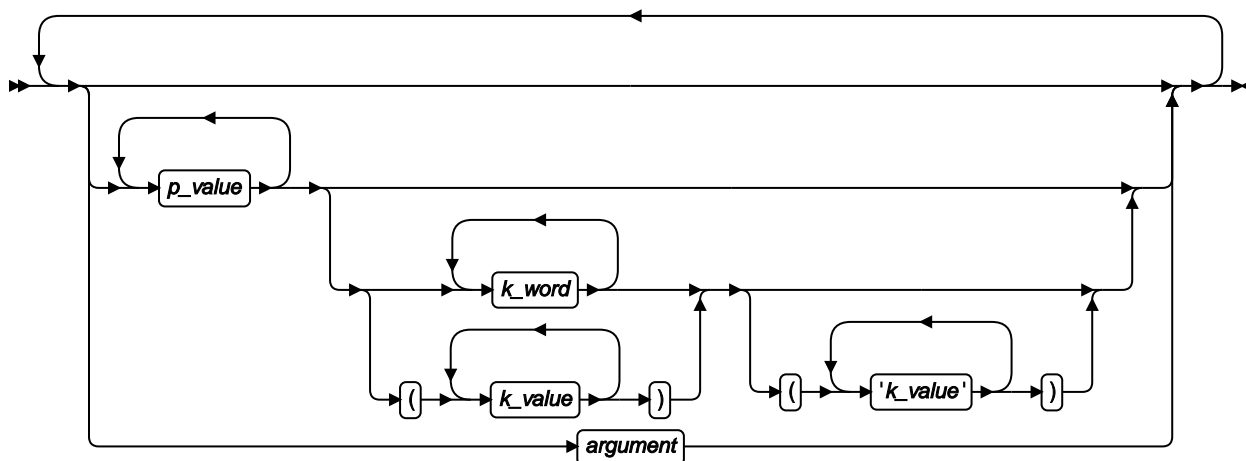 p_value
k_word
( k_value ) ( 'k_value' )
argument